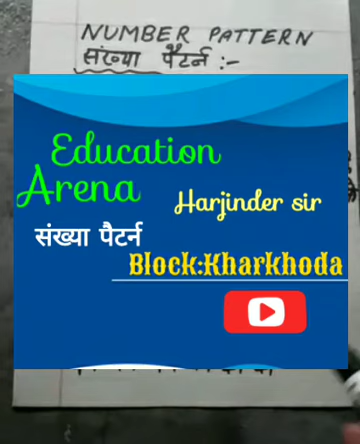 NUMBER PATTERN
संख्या पैटर्न :-
Education
Arena
Harjinder sir
संख्या पैटर्न
Block:Kharkhoda